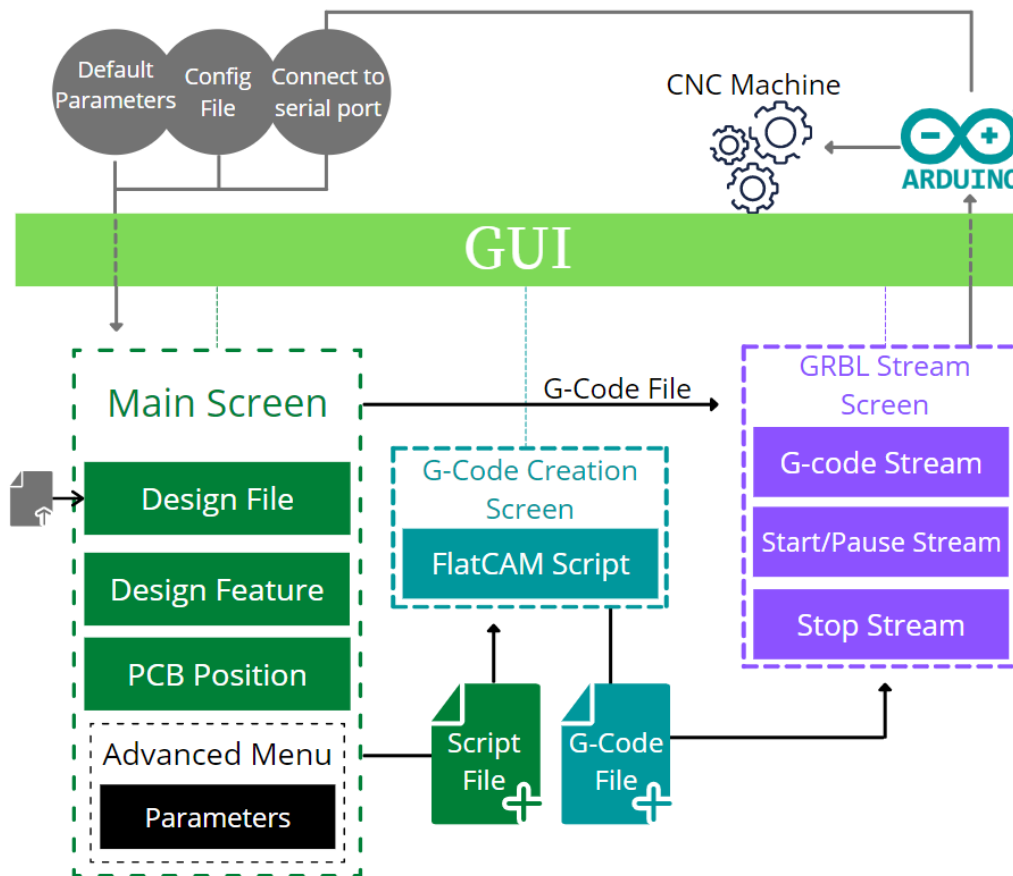 Default
Parameters
Config
File
Connect to
serial port
CNC Machine
ARDUINO
GUI
Main Screen
Design File
Design Feature
PCB Position
Advanced Menu
Parameters
G-Code File
G-Code Creation
Screen
FlatCAM Script
Script
File
G-Code
File
GRBL Stream
Screen
G-code Stream
Start/Pause Stream
Stop Stream